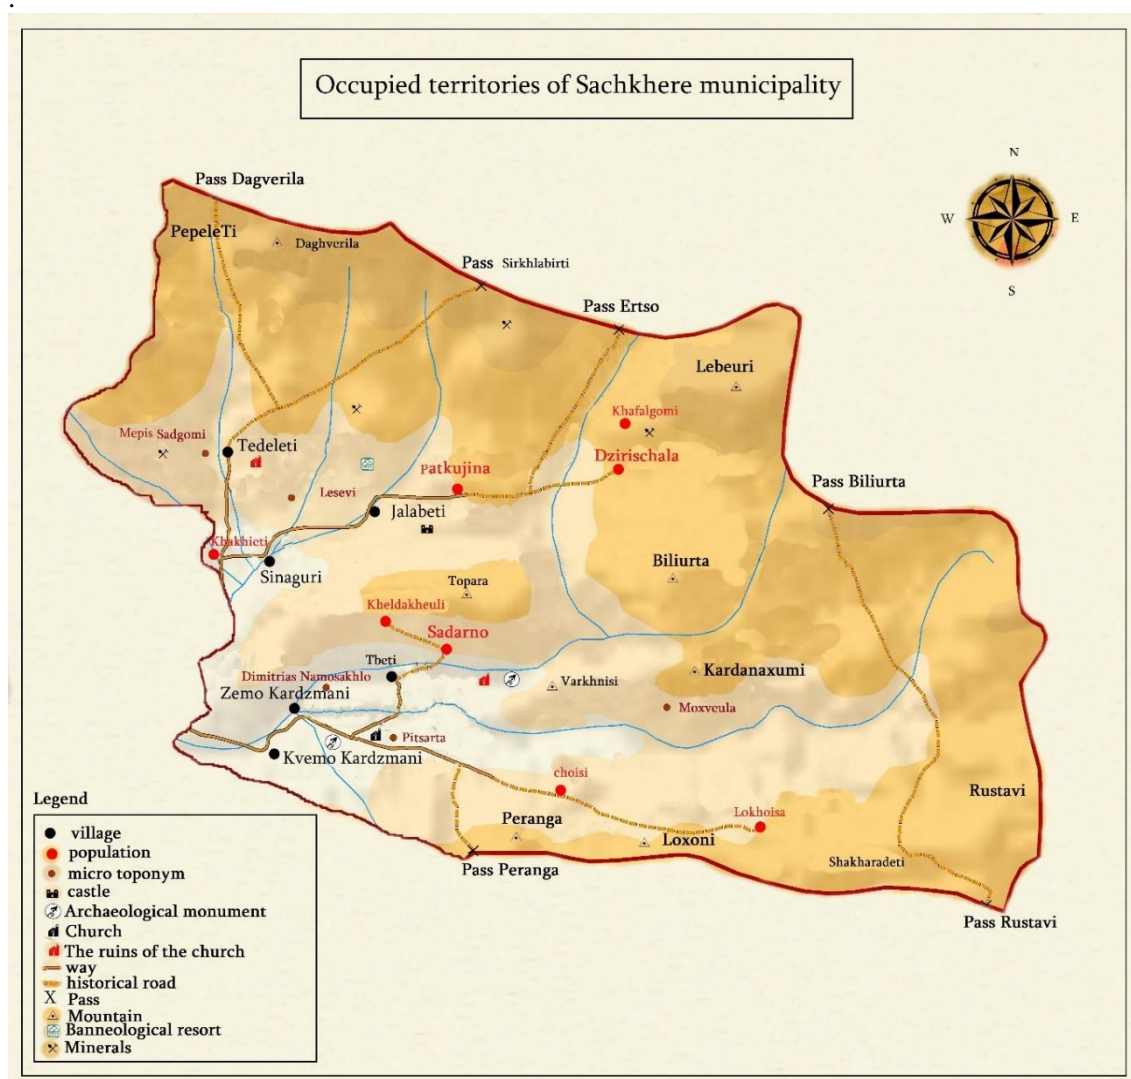 .
Occupied territories of Sachkhere municipality
N
W
E
S
Pass Dagverila
PepeleTi
Daghverila
Pass Sirkhlabirti
Pass Ertso
Lebeuri
Khafalgomi
Mepis Sadgomi
Tedeleti
Dzirischala
Patkujina
Pass Biliurta
Lesevi
Jalabeti
Khakhieti
Sinaguri
Biliurta
Topara
Kheldakheuli
Sadarno
Tbeti
Dimitrias Namosakhlo
Kardanaxumi
Varkhnisi
Zemo Kardzmani
Moxveula
Pitsarta
Kvemo Kardzmani
choisi
Rustavi
Lokhoisa
Peranga
Loxoni
Shakharadeti
Pass Peranga
Pass Rustavi
Legend
village
population
micro toponym
castle
Archaeological monument
Church
The ruins of the church
way
historical road
X Pass
Mountain
Banneological resort
Minerals